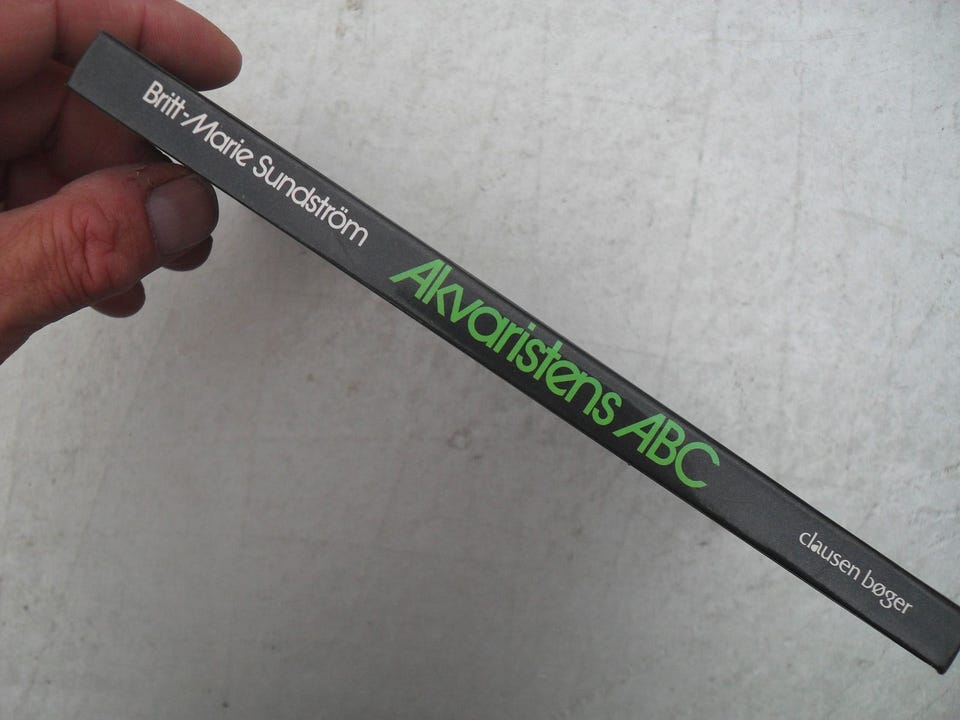 Britt-Marie Sundström
Akvaristens ABC
clausen bøger